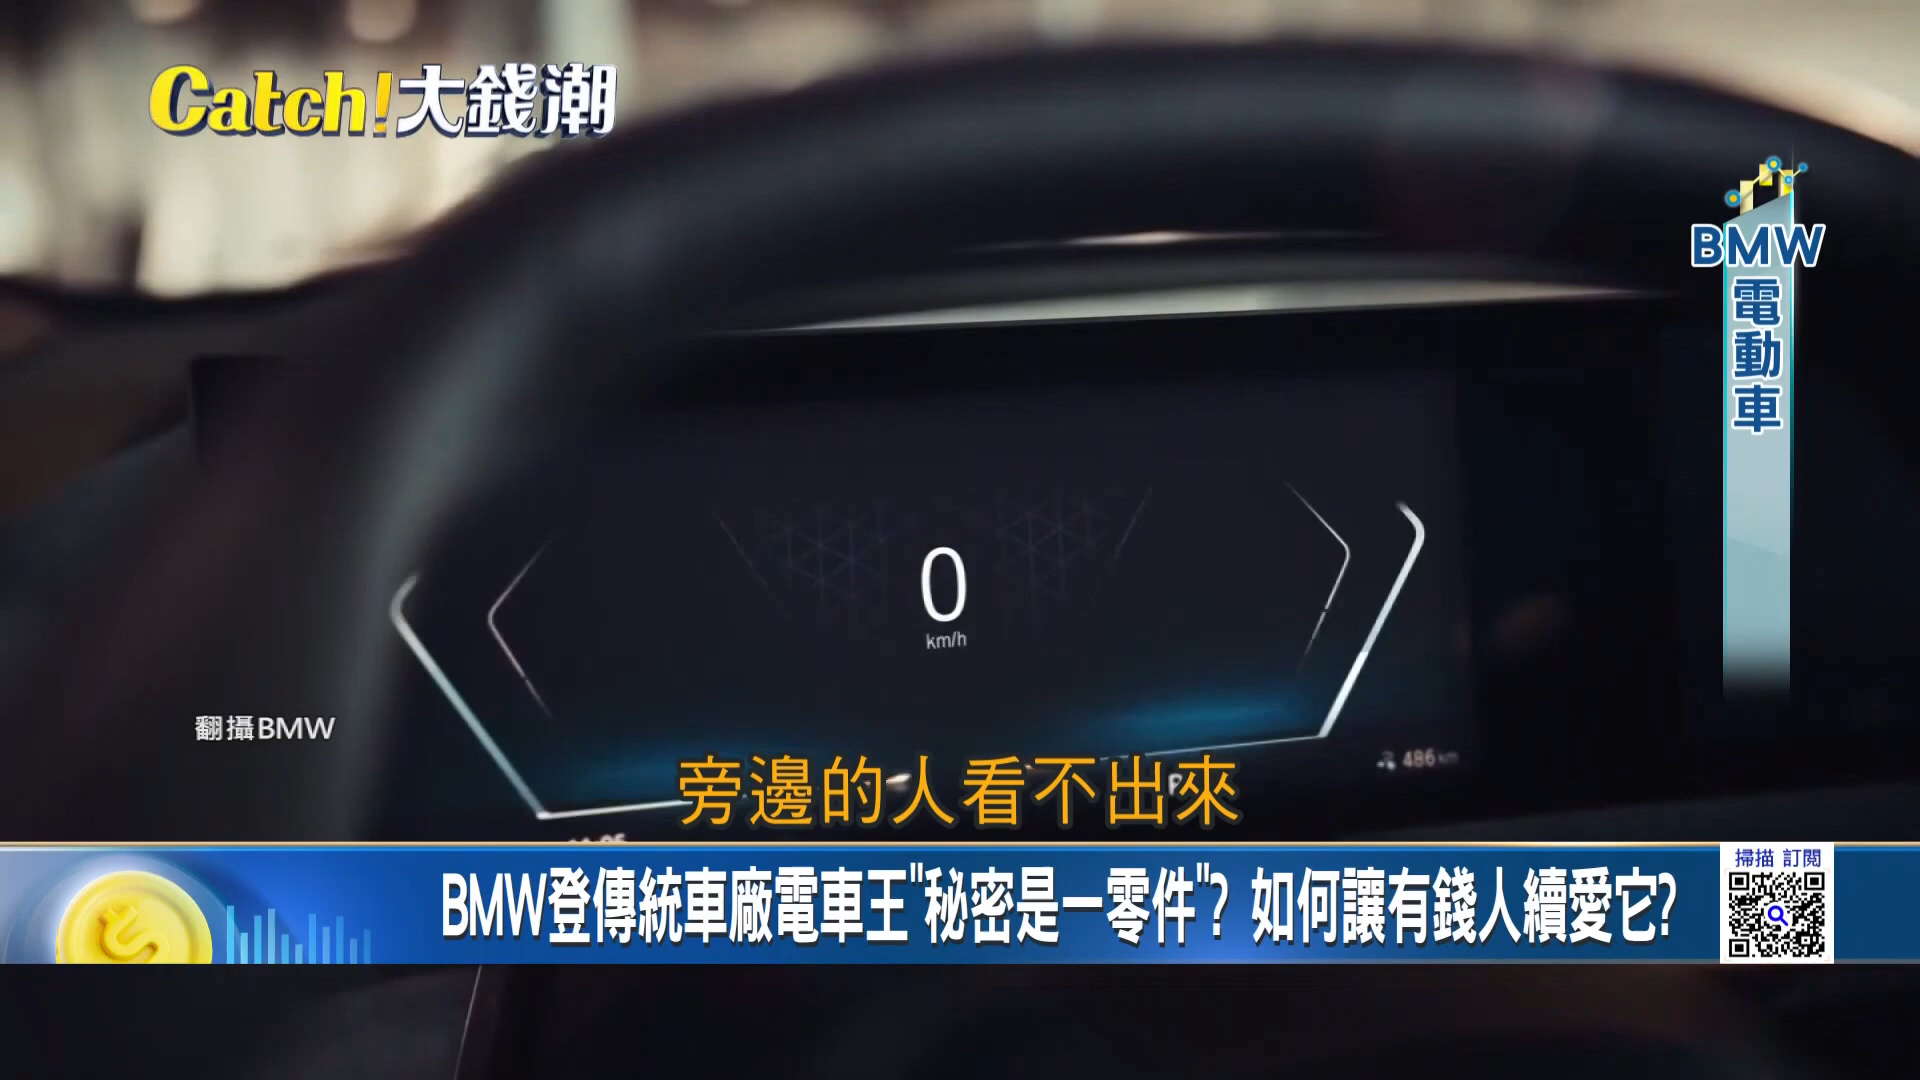 Catch!大錢潮
BMW
電動車
0
km/h
翻攝BMW
486 km
旁邊的人看不出來
BMW登傳統車廠電車王"秘密是一零件"? 如何讓有錢人續愛它?
掃描 訂閱